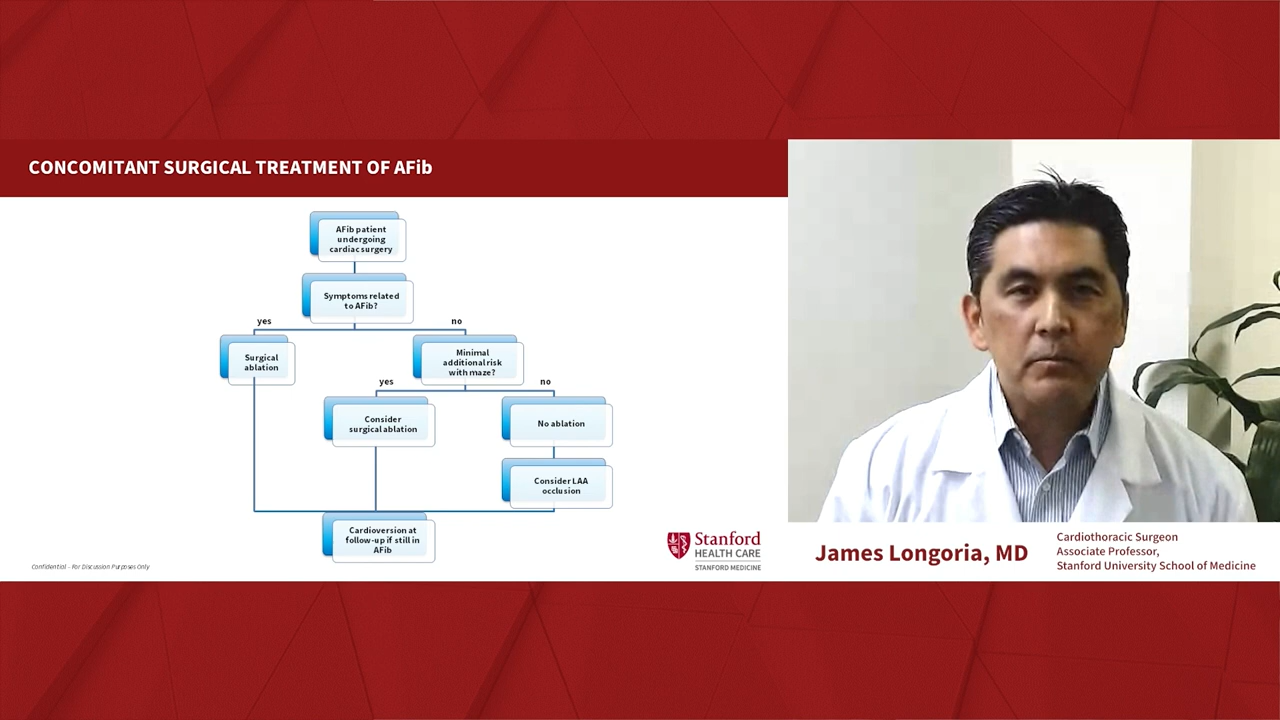 CONCOMITANT SURGICAL TREATMENT OF AFib
AFib patient
undergoing
cardiac surgery
Symptoms related
to AFib?
yes
no
Surgical
ablation
Minimal
additional risk
with maze?
yes
no
Consider
surgical ablation
No ablation
Consider LAA
occlusion
Cardioversion at
follow-up if still in
AFib
Confidential - For Discussion Purposes Only
Stanford
HEALTH CARE
STANFORD MEDICINE
James Longoria, MD
Cardiothoracic Surgeon
Associate Professor,
Stanford University School of Medicine